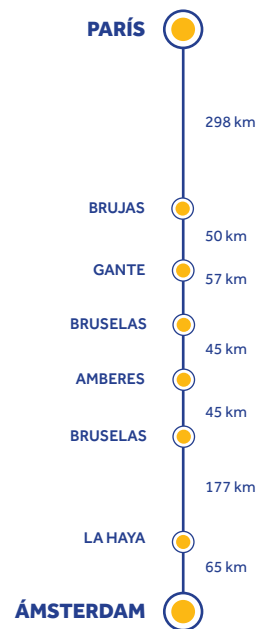 PARÍS
298 km
BRUJAS
50 km
GANTE
57 km
BRUSELAS
45 km
AMBERES
45 km
BRUSELAS
177 km
LA HAYA
65 km
ÁMSTERDAM